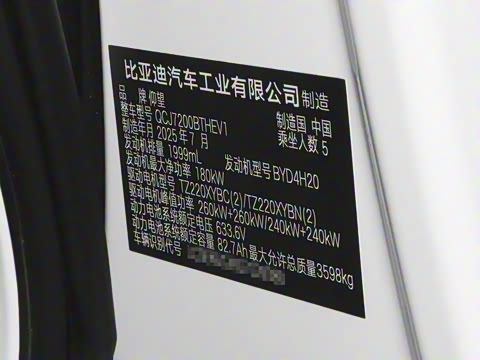 比亚迪汽车工业有限公司 制造
品 牌 仰望
整车型号 QCJ7200BTHEV1 制造国 中国
制造年月 2025 年 7 月 乘坐人数 5
发动机排量 1999mL 发动机型号 BYD4H20
发动机最大净功率 180kW
驱动电机型号 TZ220XYBC(2)/TZ220XYBN(2)
驱动电机峰值功率 260kW+260kW/240kW+240kW
动力电池系统额定电压 633.6V
动力电池系统额定容量 82.7Ah 最大允许总质量 3598kg
车辆识别代号